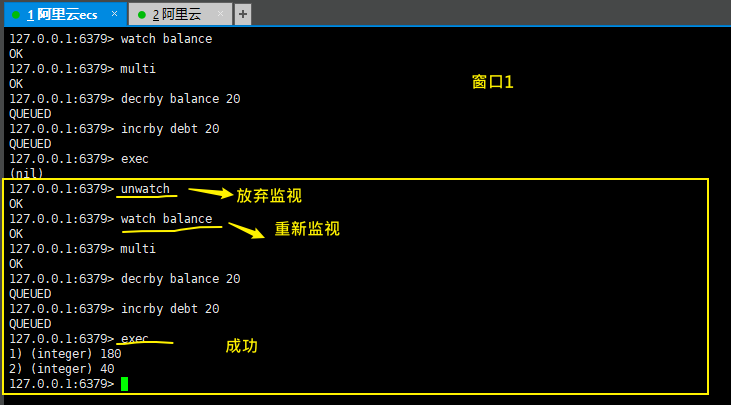 1 阿里云ecs × 2 阿里云 × +
127.0.0.1:6379> watch balance
OK
127.0.0.1:6379> multi
OK
窗口1
127.0.0.1:6379> decrby balance 20
QUEUED
127.0.0.1:6379> incrby debt 20
QUEUED
127.0.0.1:6379> exec
(nil)
127.0.0.1:6379> unwatch 放弃监视
OK
127.0.0.1:6379> watch balance 重新监视
OK
127.0.0.1:6379> multi
OK
127.0.0.1:6379> decrby balance 20
QUEUED
127.0.0.1:6379> incrby debt 20
QUEUED
127.0.0.1:6379> exec 成功
1) (integer) 180
2) (integer) 40
127.0.0.1:6379>